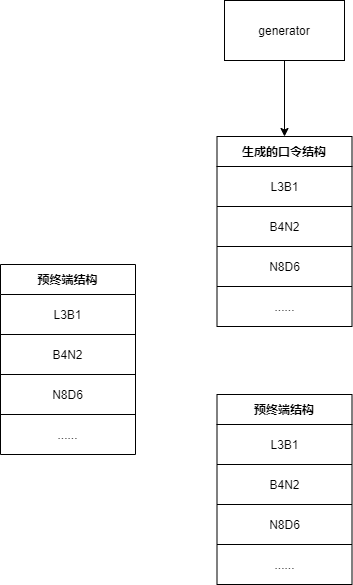 generator
生成的口令结构
L3B1
B4N2
N8D6
......
预终端结构
L3B1
B4N2
N8D6
......
预终端结构
L3B1
B4N2
N8D6
......